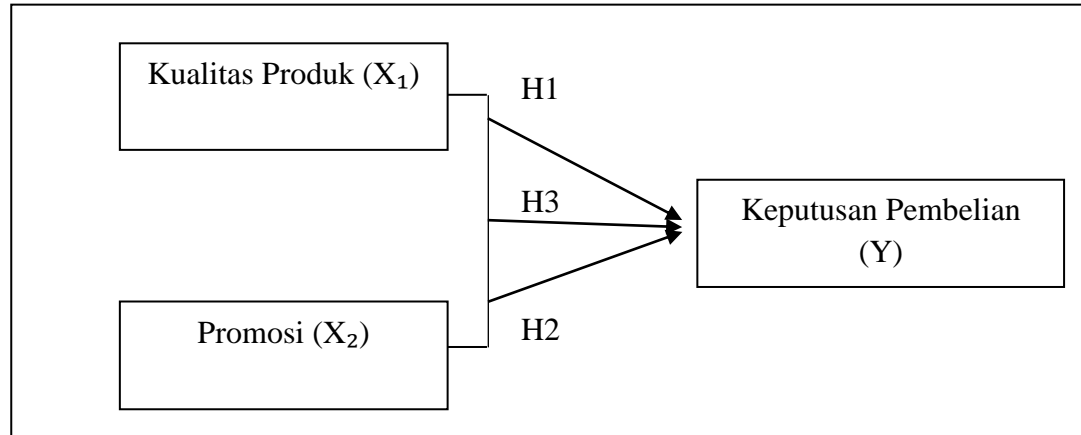 Kualitas Produk (X₁)
H1
H3
Keputusan Pembelian
(Y)
Promosi (X₂)
H2